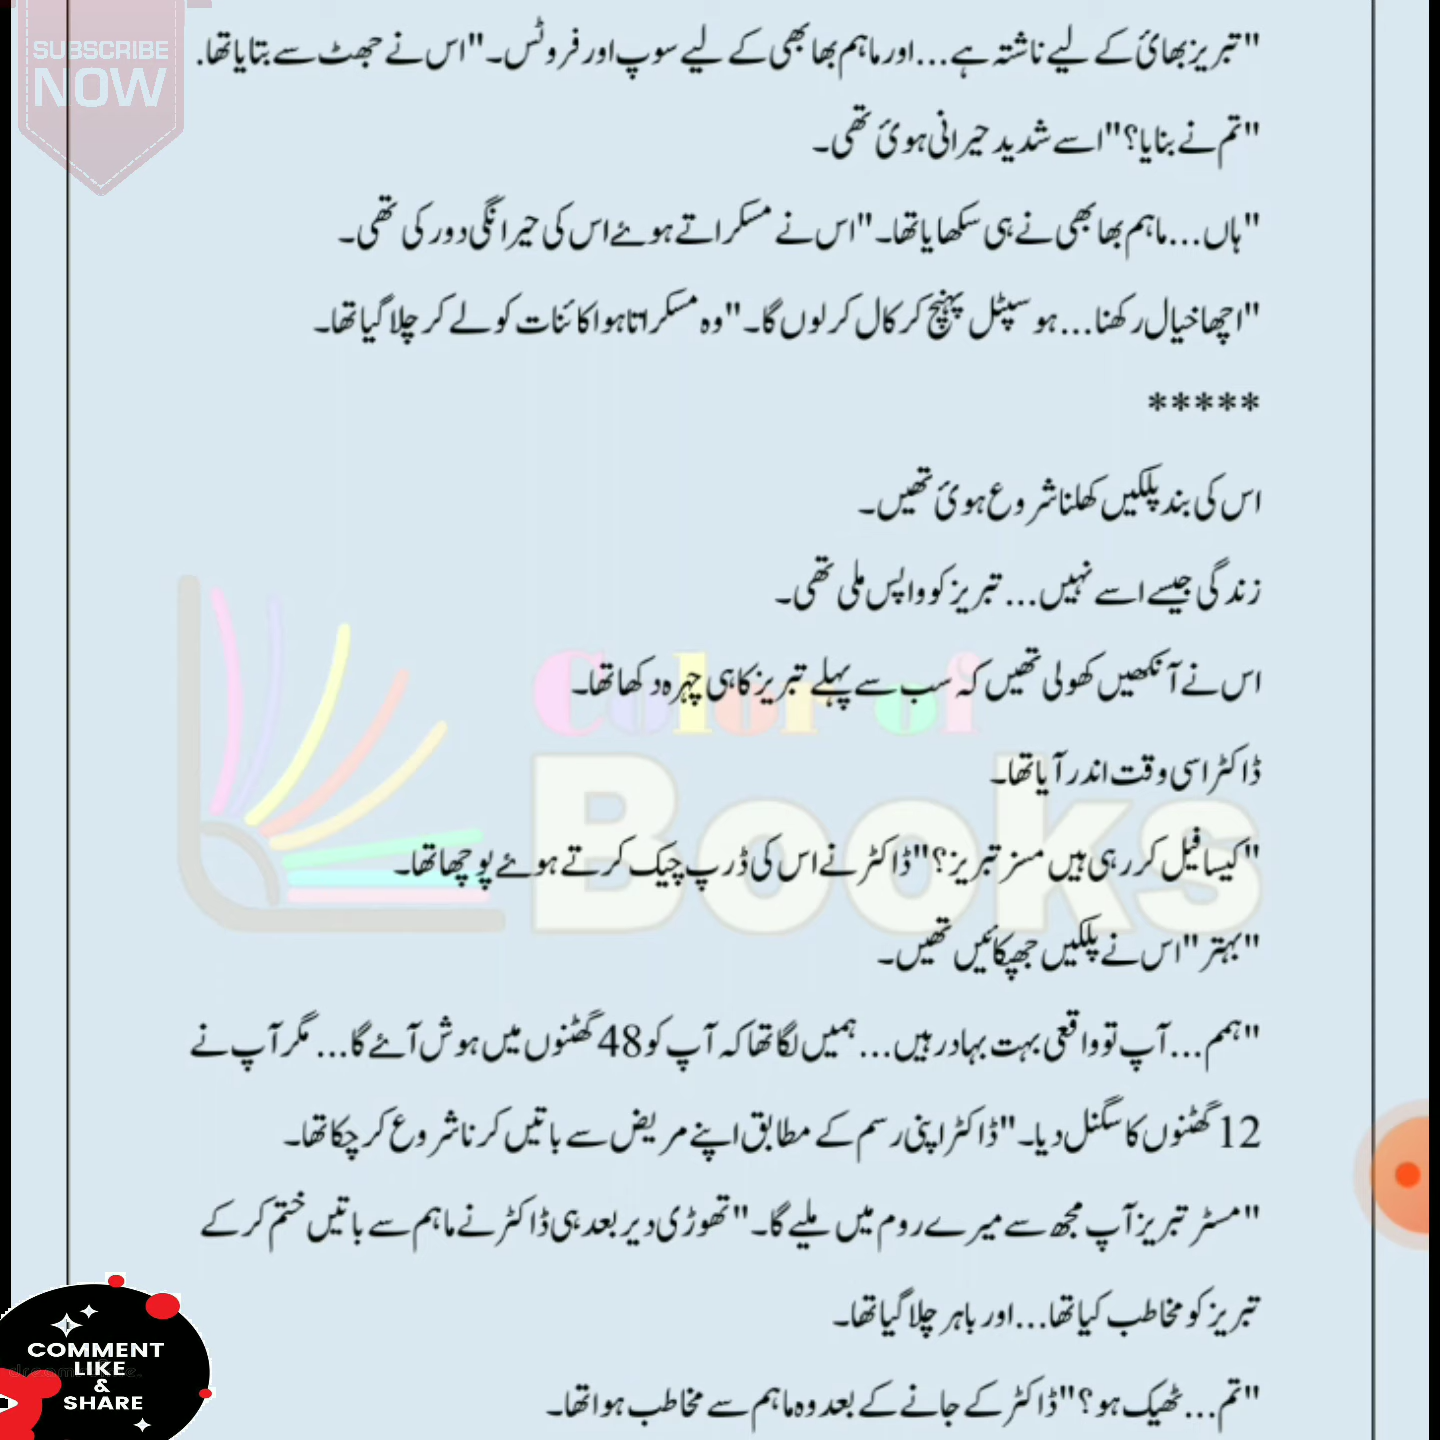 SUBSCRIBE
NOW
"تبریز بھائ کے لیے ناشتہ ہے...اور ماہم بھابھی کے لیے سوپ اور فروٹس۔"اس نے جھٹ سے بتایا تھا.
"تم نے بنایا؟"اسے شدید حیرانی ہوئ تھی۔
"ہاں...ماہم بھابھی نے ہی سکھایا تھا۔"اس نے مسکراتے ہوئے اس کی حیرانگی دور کی تھی۔
"اچھا خیال رکھنا...ہوسپٹل پہنچ کر کال کر لوں گا۔"وہ مسکراتا ہوا کائنات کو لے کر چلا گیا تھا۔
*****
اس کی بند پلکیں کھلنا شروع ہوئ تھیں۔
زندگی جیسے اسے نہیں...تبریز کو واپس ملی تھی۔
اس نے آنکھیں کھولی تھیں کہ سب سے پہلے تبریز کا ہی چہرہ دکھا تھا۔
Color of
ڈاکٹر اسی وقت اندر آیا تھا۔
Books
"کیسا فیل کر رہی ہیں مسز تبریز؟"ڈاکٹر نے اس کی ڈرپ چیک کرتے ہوئے پوچھا تھا۔
"بہتر"اس نے پلکیں جھپکائیں تھیں۔
"ہمم...آپ تو واقعی بہت بہادر ہیں...ہمیں لگا تھا کہ آپ کو 48 گھٹنوں میں ہوش آئے گا...مگر آپ نے
12 گھٹنوں کا سگنل دیا۔"ڈاکٹر اپنی رسم کے مطابق اپنے مریض سے باتیں کرنا شروع کر چکا تھا۔
"مسٹر تبریز آپ مجھ سے میرے روم میں ملیے گا۔"تھوڑی دیر بعد ہی ڈاکٹر نے ماہم سے باتیں ختم کر کے
تبریز کو مخاطب کیا تھا...اور باہر چلا گیا تھا۔
"تم...ٹھیک ہو؟"ڈاکٹر کے جانے کے بعد وہ ماہم سے مخاطب ہوا تھا۔
COMMENT
LIKE
&
SHARE